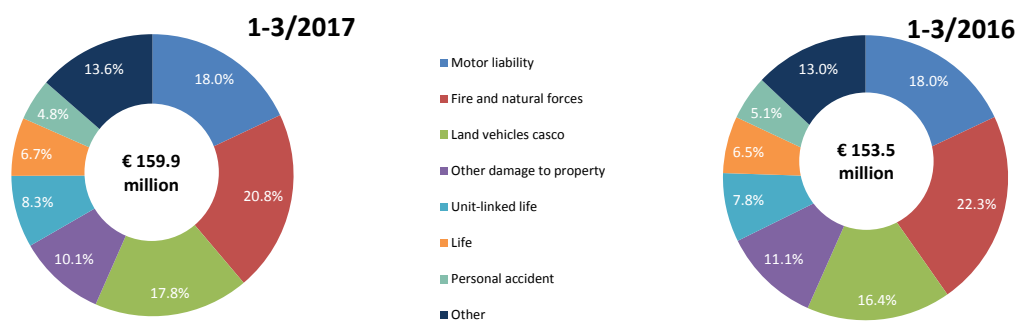 1-3/2017
13.6%
18.0%
4.8%
6.7%
€ 159.9
million
8.3%
20.8%
10.1%
17.8%
Motor liability
Fire and natural forces
Land vehicles casco
Other damage to property
Unit-linked life
Life
Personal accident
Other
1-3/2016
13.0%
18.0%
5.1%
6.5%
€ 153.5
million
7.8%
22.3%
11.1%
16.4%